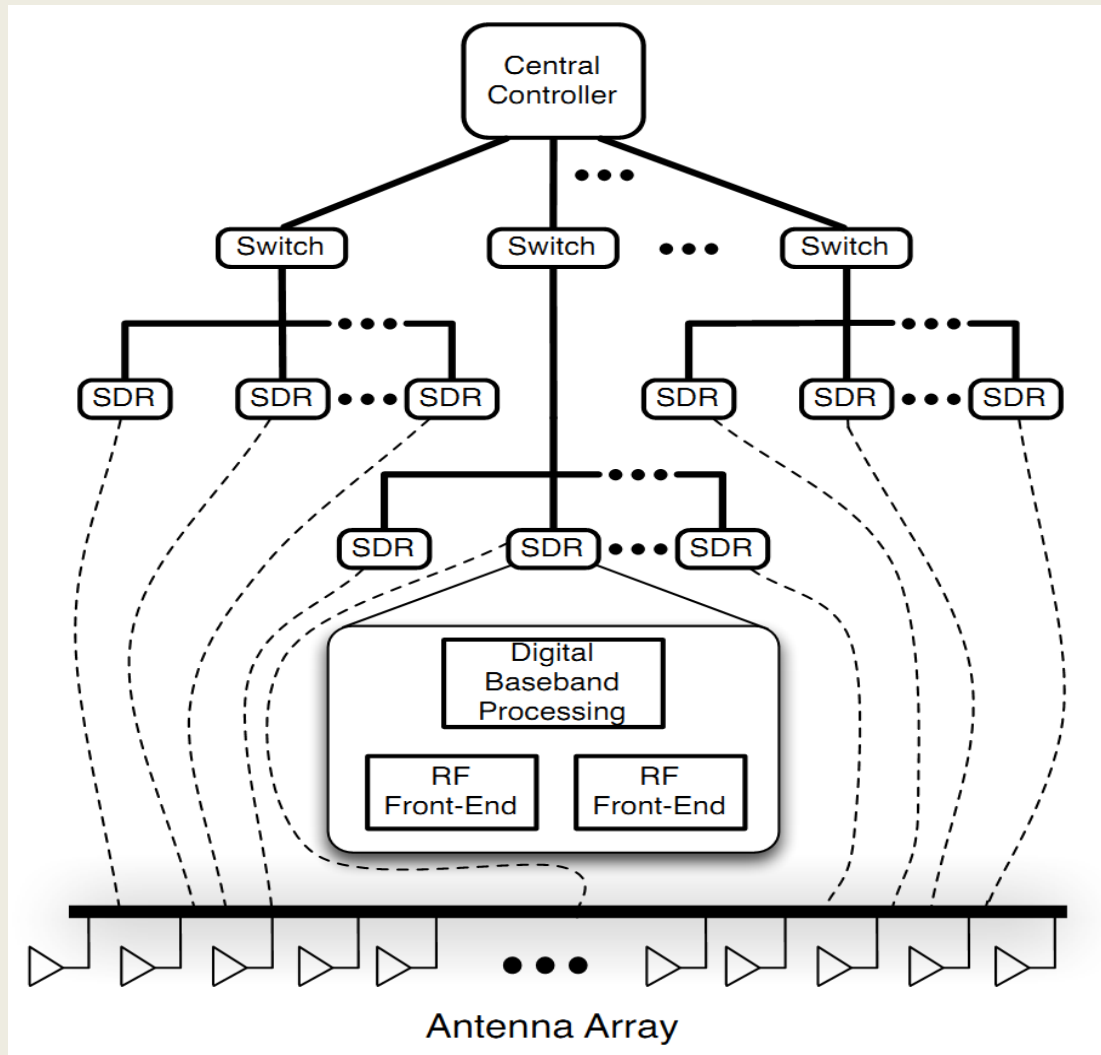 Central
Controller
Switch
Switch
Switch
SDR
SDR
SDR
SDR
SDR
SDR
SDR
SDR
SDR
Digital
Baseband
Processing
RF
Front-End
RF
Front-End
Antenna Array